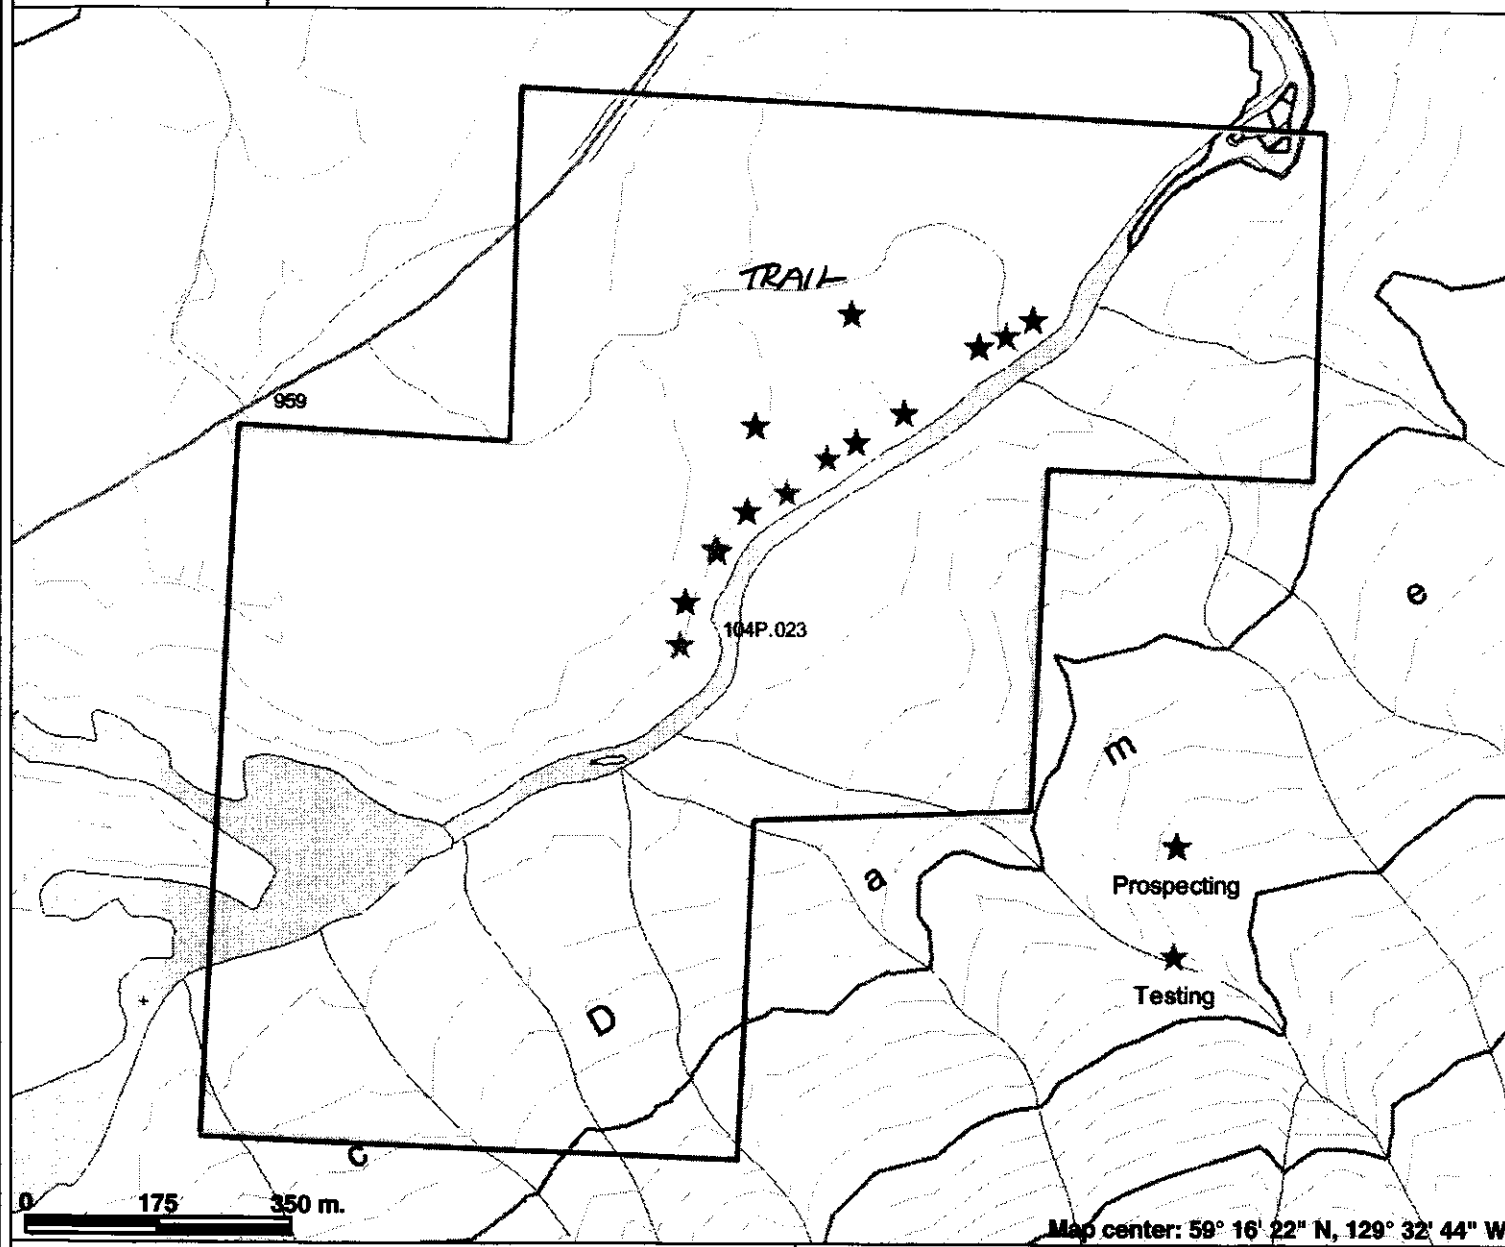 TRAIL
959
e
104P.023
m
a
Prospecting
Testing
D
c
0 175 350 m.
Map center: 59° 16' 22" N, 129° 32' 44" W